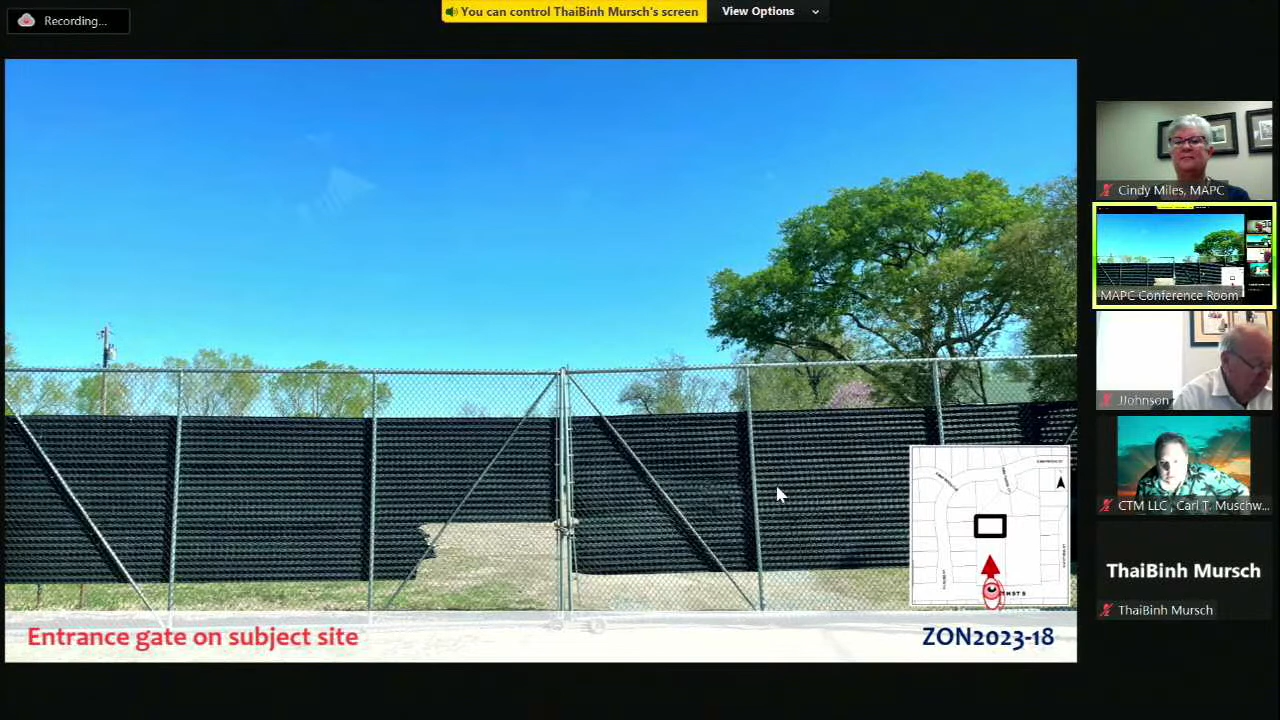 Recording...
You can control ThaiBinh Mursch's screen
View Options
Cindy Miles, MAPC
MAPC Conference Room
JJohnson
CTM LLC , Carl T. Muschw...
ThaiBinh Mursch
ThaiBinh Mursch
Entrance gate on subject site
ZON2023-18